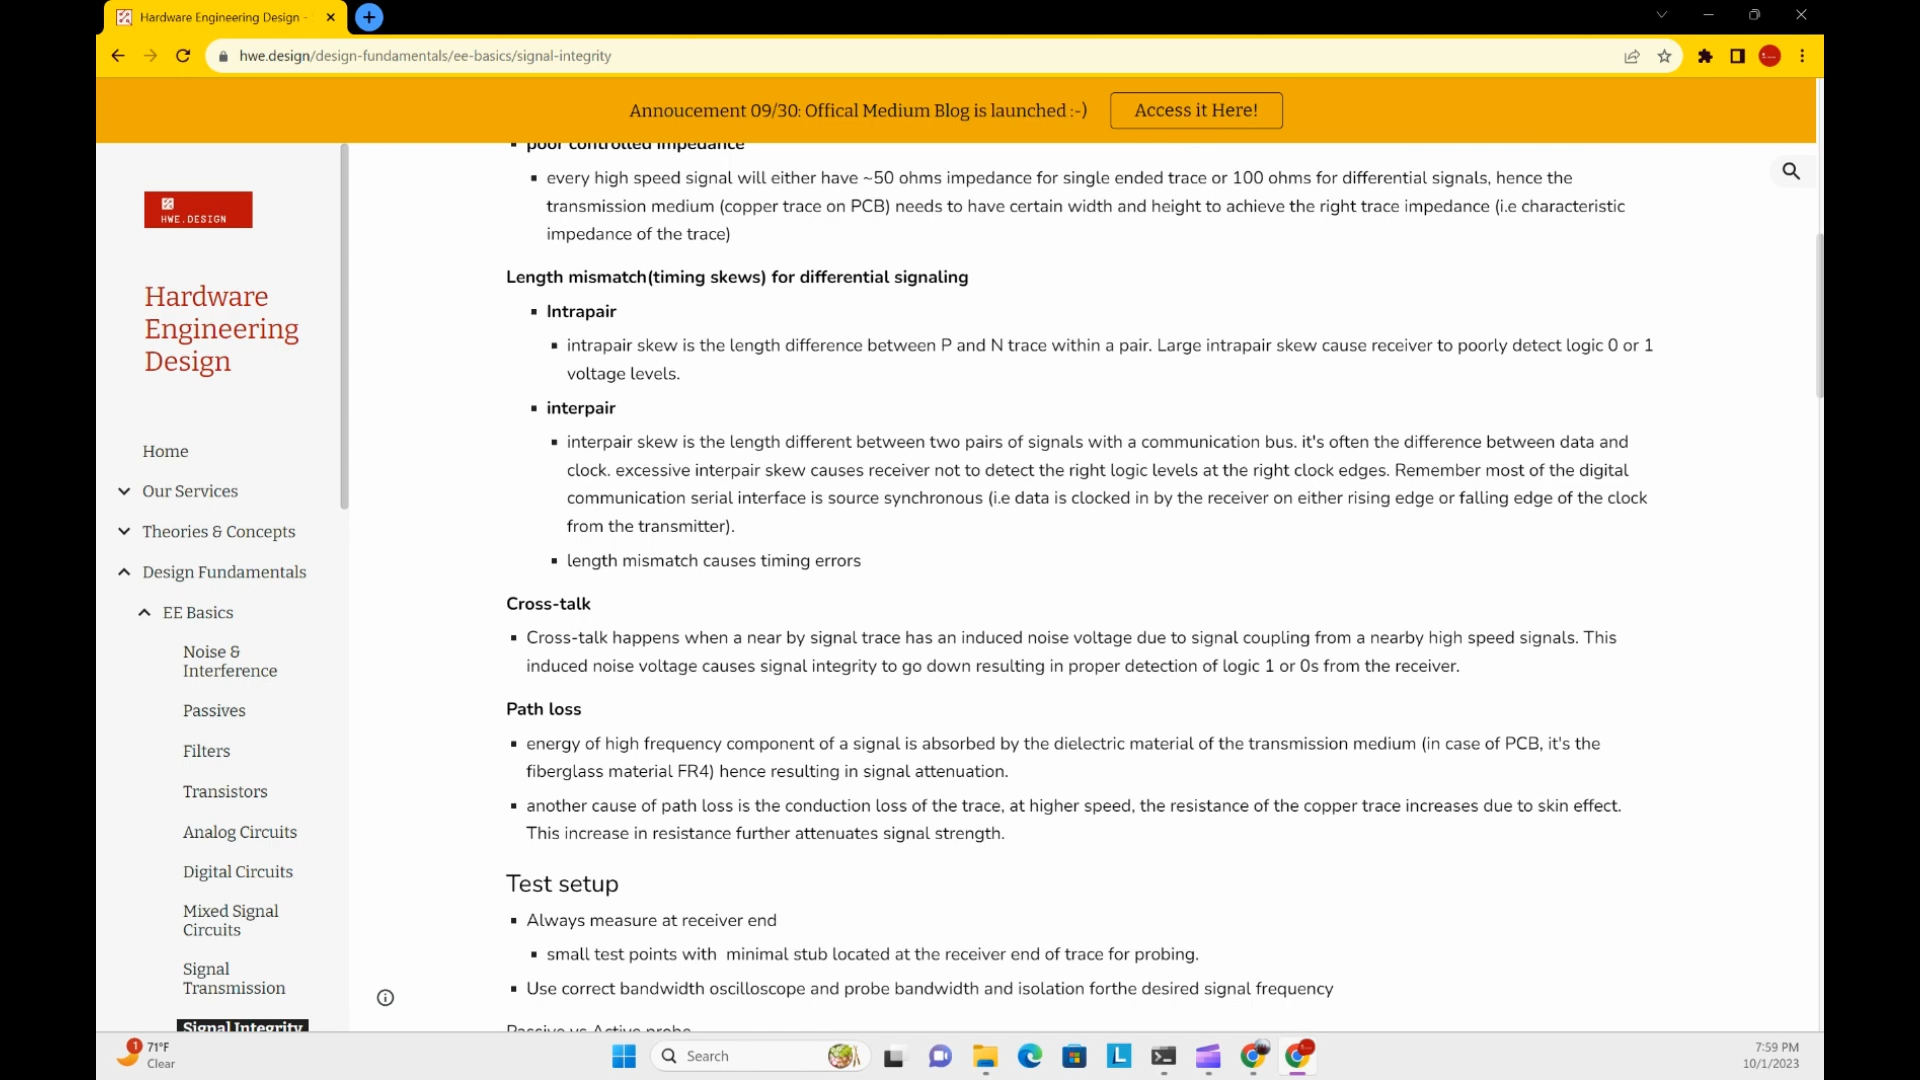 Hardware Engineering Design -
hwe.design/design-fundamentals/ee-basics/signal-integrity
Annoucement 09/30: Offical Medium Blog is launched :-)
Access it Here!
HWE.DESIGN
Hardware
Engineering
Design
Home
Our Services
Theories & Concepts
Design Fundamentals
EE Basics
Noise &
Interference
Passives
Filters
Transistors
Analog Circuits
Digital Circuits
Mixed Signal
Circuits
Signal
Transmission
Signal Integrity
poor controlled impedance
every high speed signal will either have ~50 ohms impedance for single ended trace or 100 ohms for differential signals, hence the
transmission medium (copper trace on PCB) needs to have certain width and height to achieve the right trace impedance (i.e characteristic
impedance of the trace)
Length mismatch(timing skews) for differential signaling
Intrapair
intrapair skew is the length difference between P and N trace within a pair. Large intrapair skew cause receiver to poorly detect logic 0 or 1
voltage levels.
interpair
interpair skew is the length different between two pairs of signals with a communication bus. it's often the difference between data and
clock. excessive interpair skew causes receiver not to detect the right logic levels at the right clock edges. Remember most of the digital
communication serial interface is source synchronous (i.e data is clocked in by the receiver on either rising edge or falling edge of the clock
from the transmitter).
length mismatch causes timing errors
Cross-talk
Cross-talk happens when a near by signal trace has an induced noise voltage due to signal coupling from a nearby high speed signals. This
induced noise voltage causes signal integrity to go down resulting in proper detection of logic 1 or 0s from the receiver.
Path loss
energy of high frequency component of a signal is absorbed by the dielectric material of the transmission medium (in case of PCB, it's the
fiberglass material FR4) hence resulting in signal attenuation.
another cause of path loss is the conduction loss of the trace, at higher speed, the resistance of the copper trace increases due to skin effect.
This increase in resistance further attenuates signal strength.
Test setup
Always measure at receiver end
small test points with minimal stub located at the receiver end of trace for probing.
Use correct bandwidth oscilloscope and probe bandwidth and isolation forthe desired signal frequency
Passive vs Active probe
1
71°F
Clear
Search
L
7:59 PM
10/1/2023